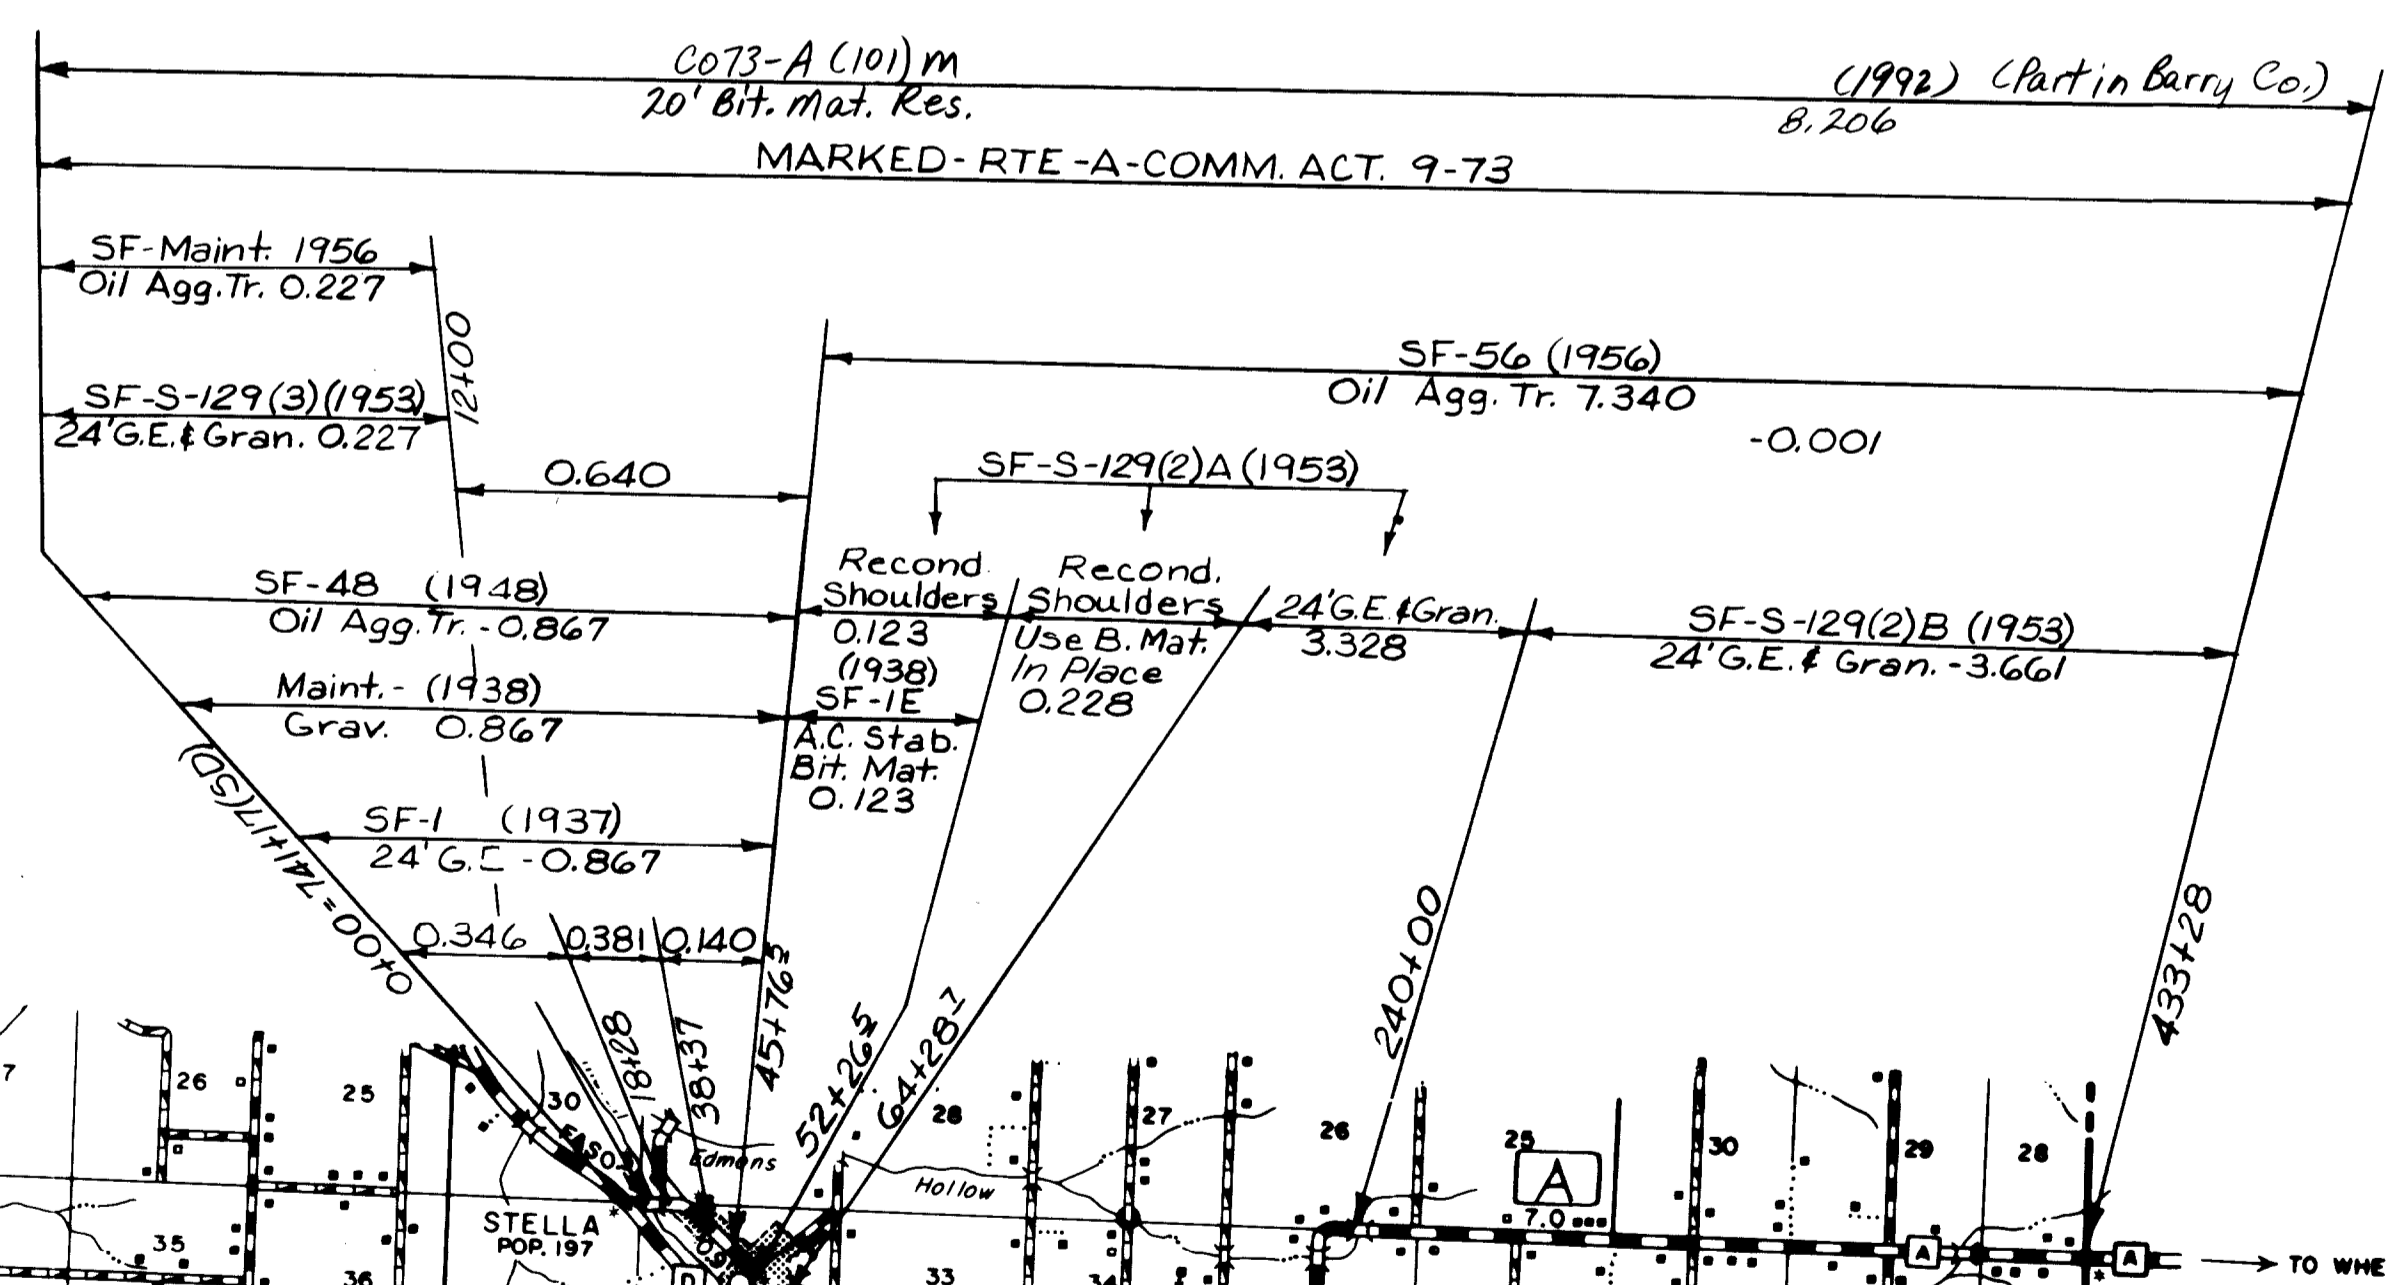 C073-A (101) m
(1992) (Part in Barry Co.)
20' Bit. Mat. Res.
8.206
MARKED-RTE-A-COMM. ACT. 9-73
SF-Maint. 1956
Oil Agg. Tr. 0.227
12+00
SF-56 (1956)
Oil Agg. Tr. 7.340
-0.001
SF-S-129(3)(1953)
24' G.E. & Gran. 0.227
0.640
SF-S-129(2)A (1953)
SF-48 (1948)
Oil Agg. Tr. - 0.867
Recond.
Shoulders
0.123
(1938)
SF-1E
A.C. Stab.
Bit. Mat.
0.123
Recond.
Shoulders
Use B. Mat.
In Place
0.228
24' G.E. & Gran.
3.328
SF-S-129(2)B (1953)
24' G.E. & Gran. - 3.661
Maint. - (1938)
Grav. 0.867
SF-1 (1937)
24' G.E - 0.867
0.346
0.381
0.140
0+00=741+17(SD)
18+28
38+37
45+76.5
52+26.5
64+28.7
240+00
433+28
7
26
25
30
FAS
Edmons
Hollow
28
27
26
25
A
7.0
30
29
28
35
36
STELLA
POP. 197
33
34
A
A
TO WHE